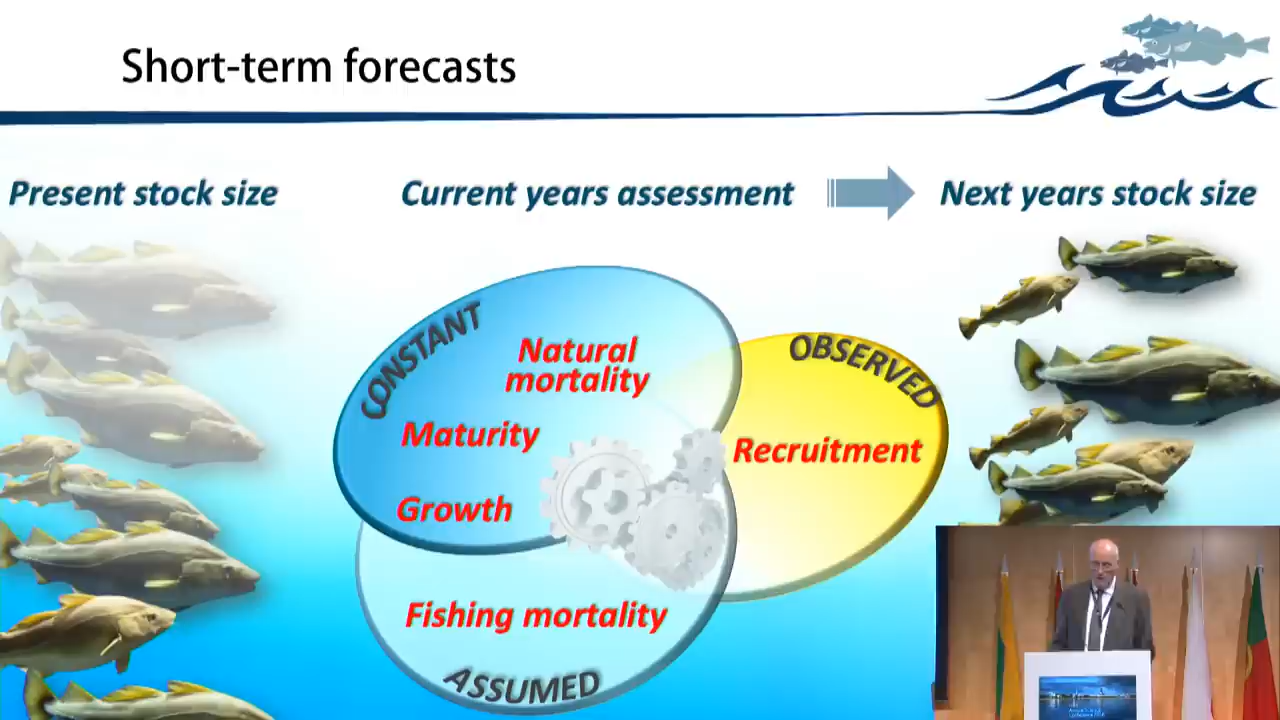 Short-term forecasts
Present stock size
Current years assessment
Next years stock size
CONSTANT
Natural
mortality
Maturity
Growth
OBSERVED
Recruitment
Fishing mortality
ASSUMED